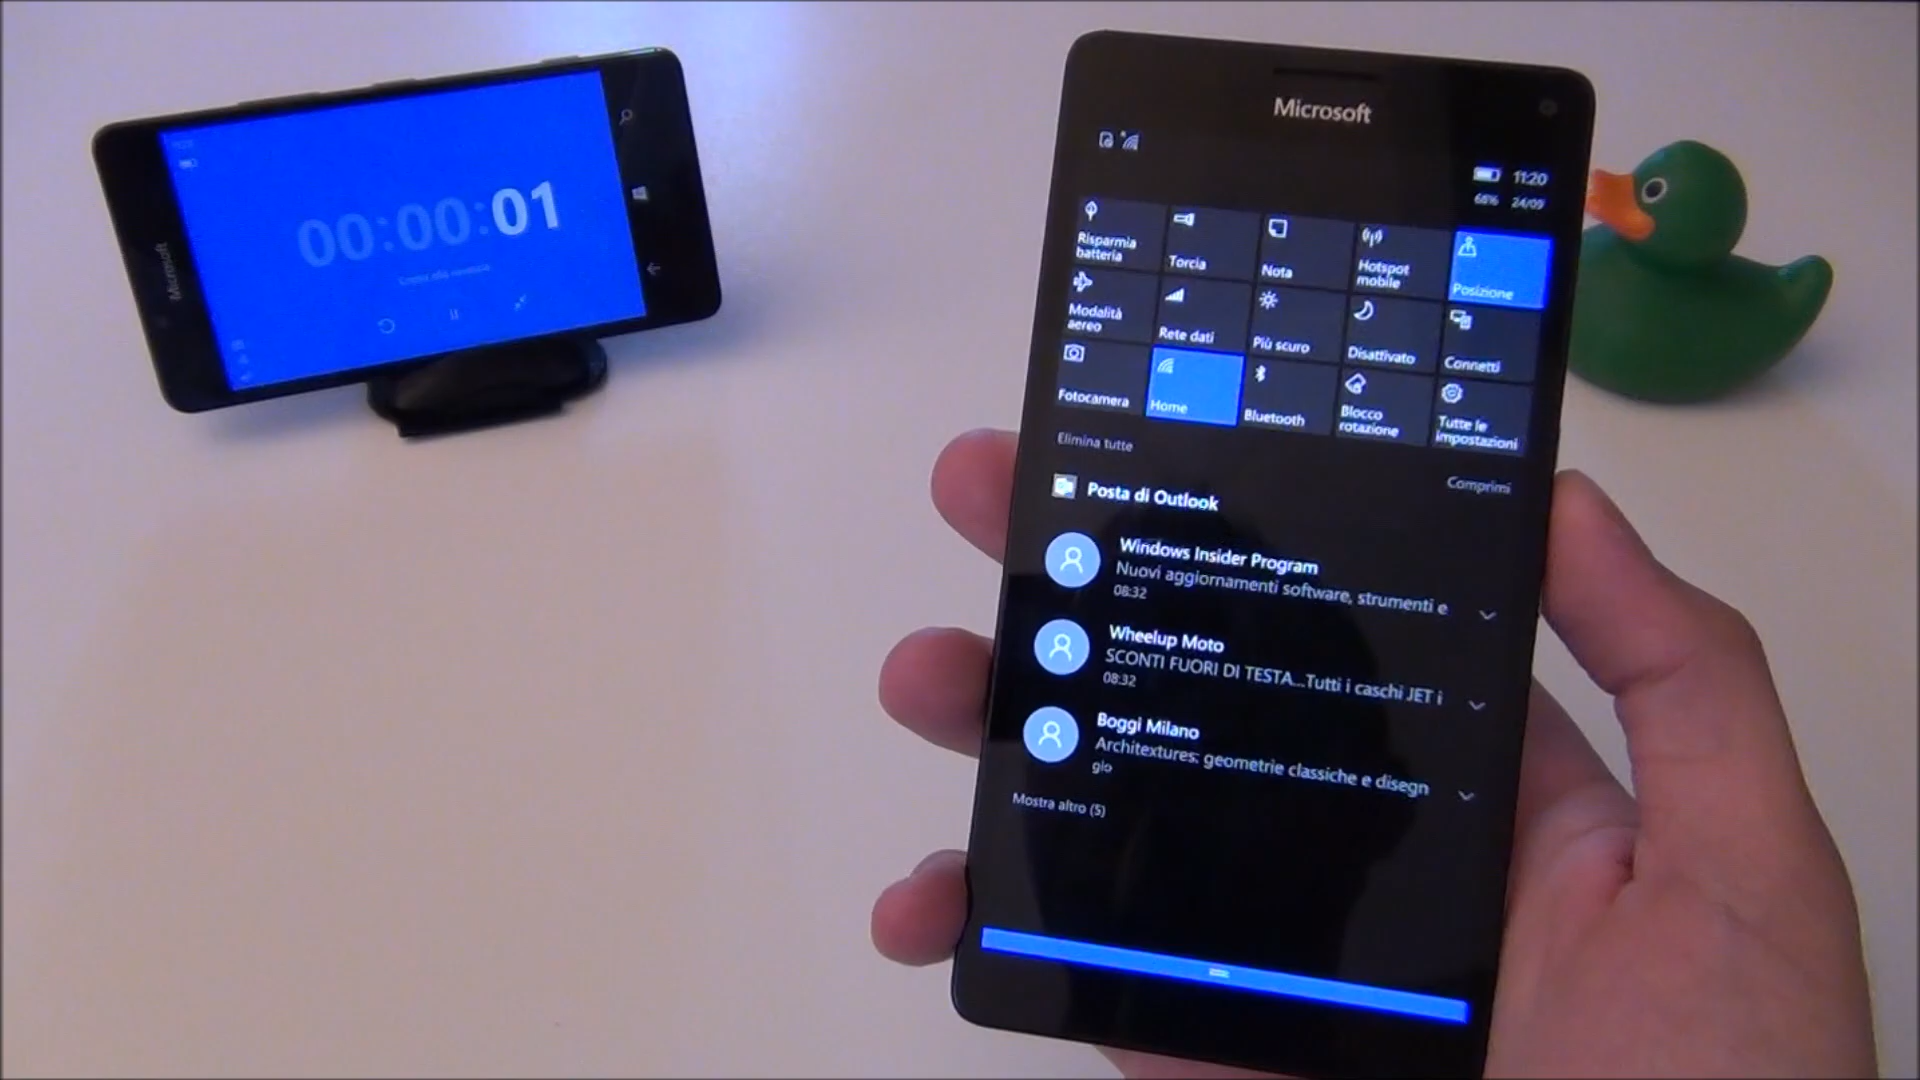 Microsoft
00:00:01
Microsoft
11:20
66% 24/09
Risparmia
batteria
Torcia
Nota
Hotspot
mobile
Posizione
Modalità
aereo
Rete dati
Più scuro
Disattivato
Connetti
Fotocamera
Home
Bluetooth
Blocco
rotazione
Tutte le
impostazioni
Elimina tutte
Comprimi
Posta di Outlook
Windows Insider Program
Nuovi aggiornamenti software, strumenti e
08:32
Wheelup Moto
SCONTI FUORI DI TESTA...Tutti i caschi JET i
08:32
Boggi Milano
Architextures: geometrie classiche e disegn
gio
Mostra altro (5)